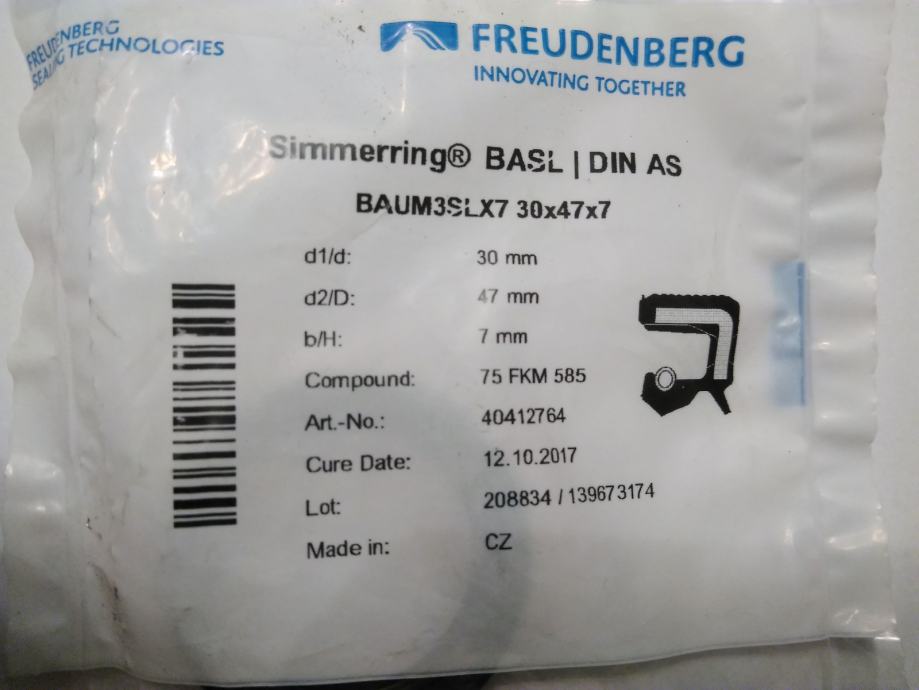 FREUDENBERG
SEALING TECHNOLOGIES
FREUDENBERG
INNOVATING TOGETHER
Simmerring® BASL | DIN AS
BAUM3SLX7 30x47x7
d1/d: 30 mm
d2/D: 47 mm
b/H: 7 mm
Compound: 75 FKM 585
Art.-No.: 40412764
Cure Date: 12.10.2017
Lot: 208834 / 139673174
Made in: CZ